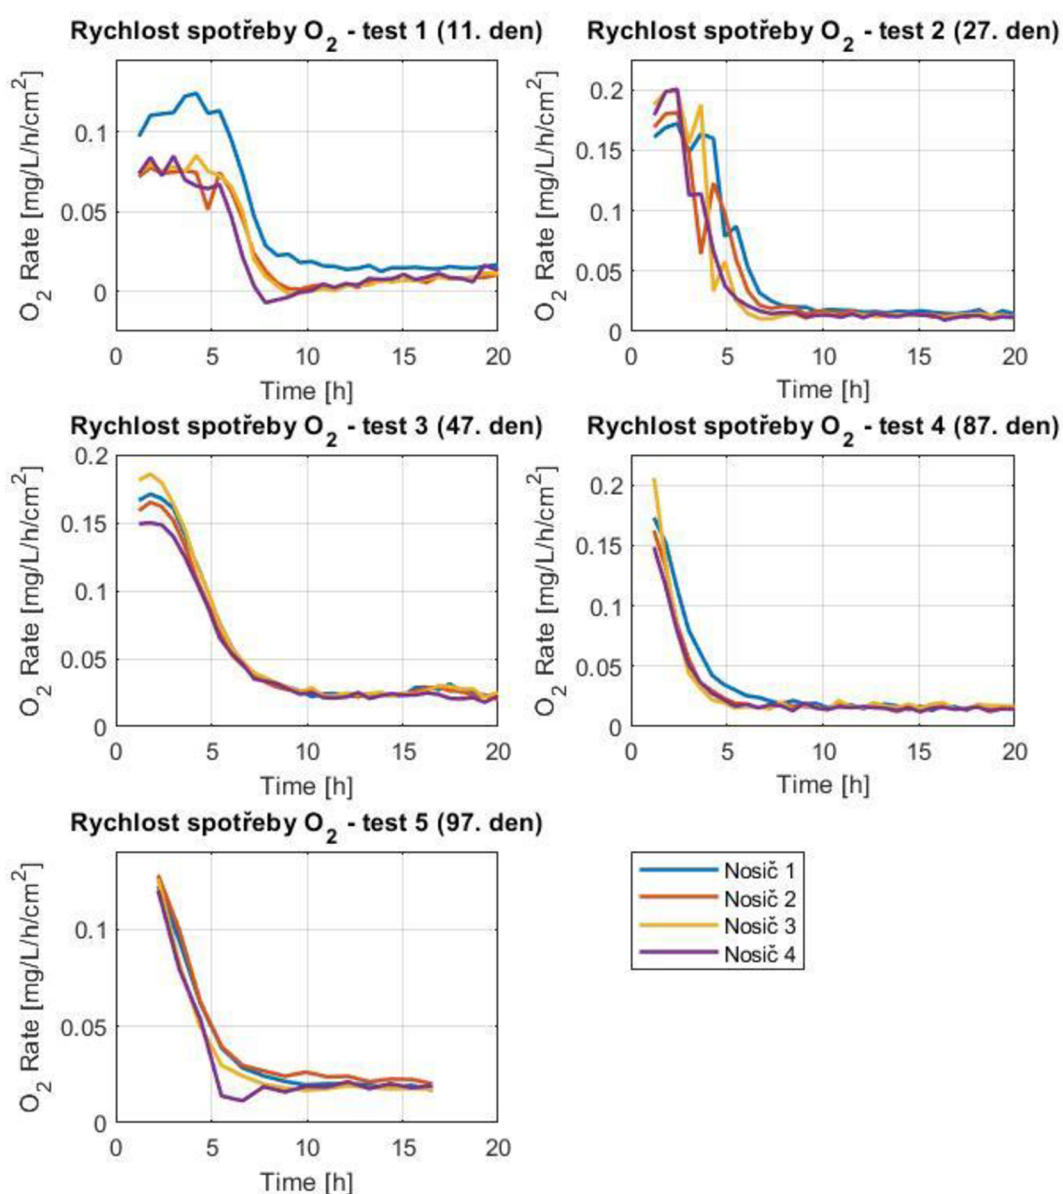 Rychlost spotřeby O2 - test 1 (11. den)
O2 Rate [mg/L/h/cm2]
0.1
0.05
0
0 5 10 15 20
Time [h]
Rychlost spotřeby O2 - test 2 (27. den)
O2 Rate [mg/L/h/cm2]
0.2
0.15
0.1
0.05
0
0 5 10 15 20
Time [h]
Rychlost spotřeby O2 - test 3 (47. den)
O2 Rate [mg/L/h/cm2]
0.2
0.15
0.1
0.05
0
0 5 10 15 20
Time [h]
Rychlost spotřeby O2 - test 4 (87. den)
O2 Rate [mg/L/h/cm2]
0.2
0.15
0.1
0.05
0
0 5 10 15 20
Time [h]
Rychlost spotřeby O2 - test 5 (97. den)
O2 Rate [mg/L/h/cm2]
0.1
0.05
0
0 5 10 15 20
Time [h]
Nosič 1
Nosič 2
Nosič 3
Nosič 4